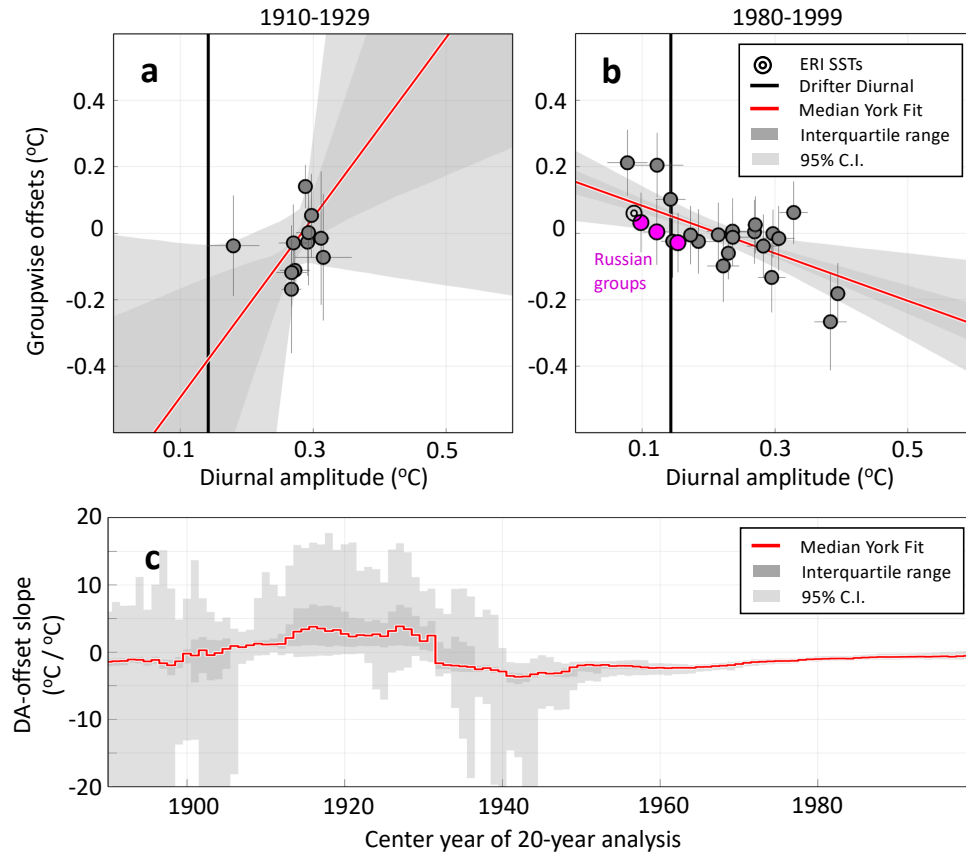 1910-1929
1980-1999
a
b
ERI SSTs
Drifter Diurnal
Median York Fit
Interquartile range
95% C.I.
Groupwise offsets (°C)
0.4
0.2
0
-0.2
-0.4
0.4
0.2
0
-0.2
-0.4
Russian
groups
0.1
0.3
0.5
0.1
0.3
0.5
Diurnal amplitude (°C)
Diurnal amplitude (°C)
c
Median York Fit
Interquartile range
95% C.I.
DA-offset slope
(°C / °C)
20
10
0
-10
-20
1900
1920
1940
1960
1980
Center year of 20-year analysis